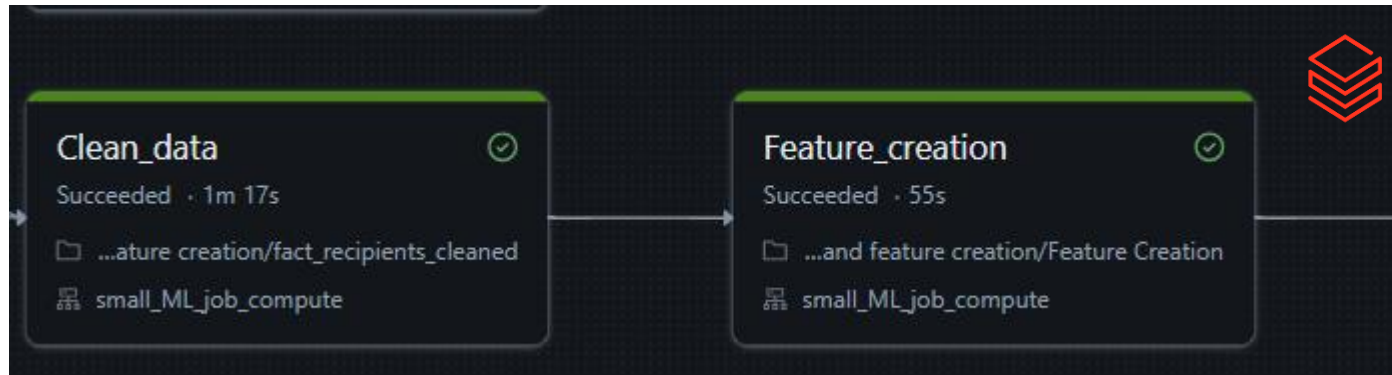 Clean_data
Succeeded · 1m 17s
...ature creation/fact_recipients_cleaned
small_ML_job_compute
Feature_creation
Succeeded · 55s
...and feature creation/Feature Creation
small_ML_job_compute